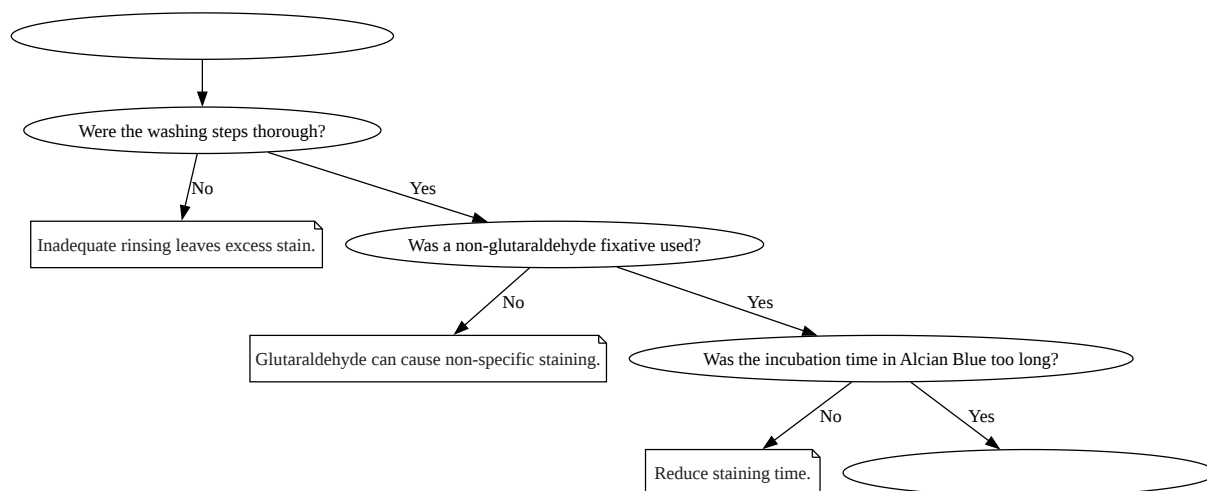 Were the washing steps thorough?
No
Yes
Inadequate rinsing leaves excess stain.
Was a non-glutaraldehyde fixative used?
No
Yes
Glutaraldehyde can cause non-specific staining.
Was the incubation time in Alcian Blue too long?
No
Yes
Reduce staining time.